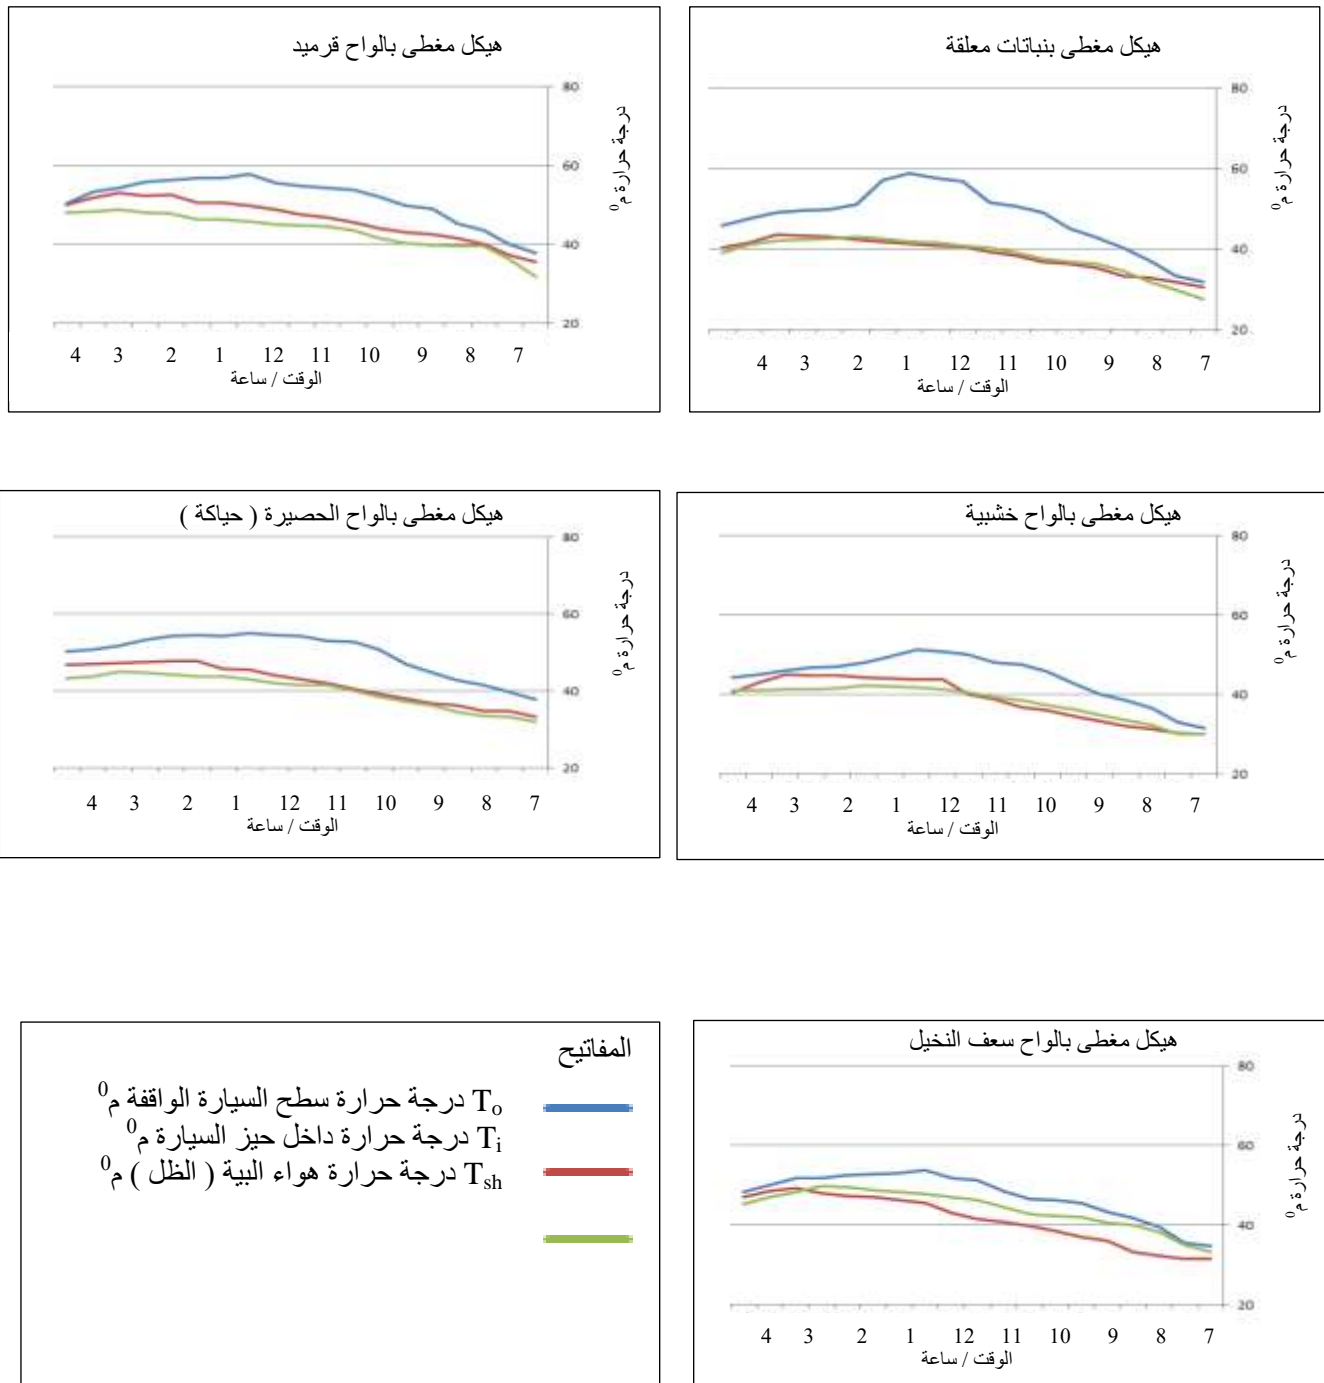 هيكل مغطى بنباتات معلقة
درجة حرارة م0
80
60
40
20
4 3 2 1 12 11 10 9 8 7
الوقت / ساعة
هيكل مغطى بالواح قرميد
درجة حرارة م0
80
60
40
20
4 3 2 1 12 11 10 9 8 7
الوقت / ساعة
هيكل مغطى بالواح خشبية
درجة حرارة م0
80
60
40
20
4 3 2 1 12 11 10 9 8 7
الوقت / ساعة
هيكل مغطى بالواح الحصيرة ( حياكة )
درجة حرارة م0
80
60
40
20
4 3 2 1 12 11 10 9 8 7
الوقت / ساعة
هيكل مغطى بالواح سعف النخيل
درجة حرارة م0
80
60
40
20
4 3 2 1 12 11 10 9 8 7
الوقت / ساعة
المفاتيح
To درجة حرارة سطح السيارة الواقفة م0
Ti درجة حرارة داخل حيز السيارة م0
Tsh درجة حرارة هواء البية ( الظل ) م0